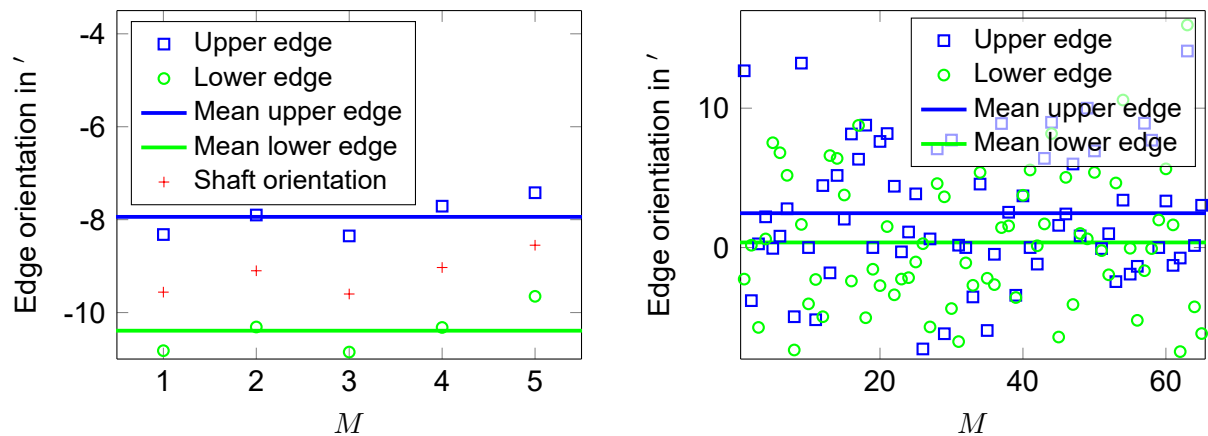 -4
-6
-8
-10
Edge orientation in ′
Upper edge
Lower edge
Mean upper edge
Mean lower edge
Shaft orientation
1 2 3 4 5
M
10
0
Edge orientation in ′
Upper edge
Lower edge
Mean upper edge
Mean lower edge
20 40 60
M